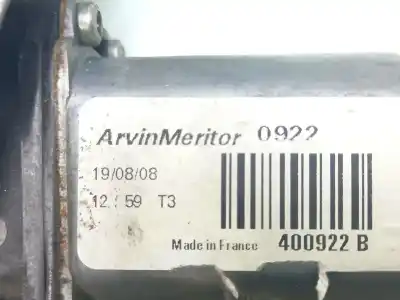 ArvinMeritor 0922
19/08/08
12/59 T3
Made in France 400922 B